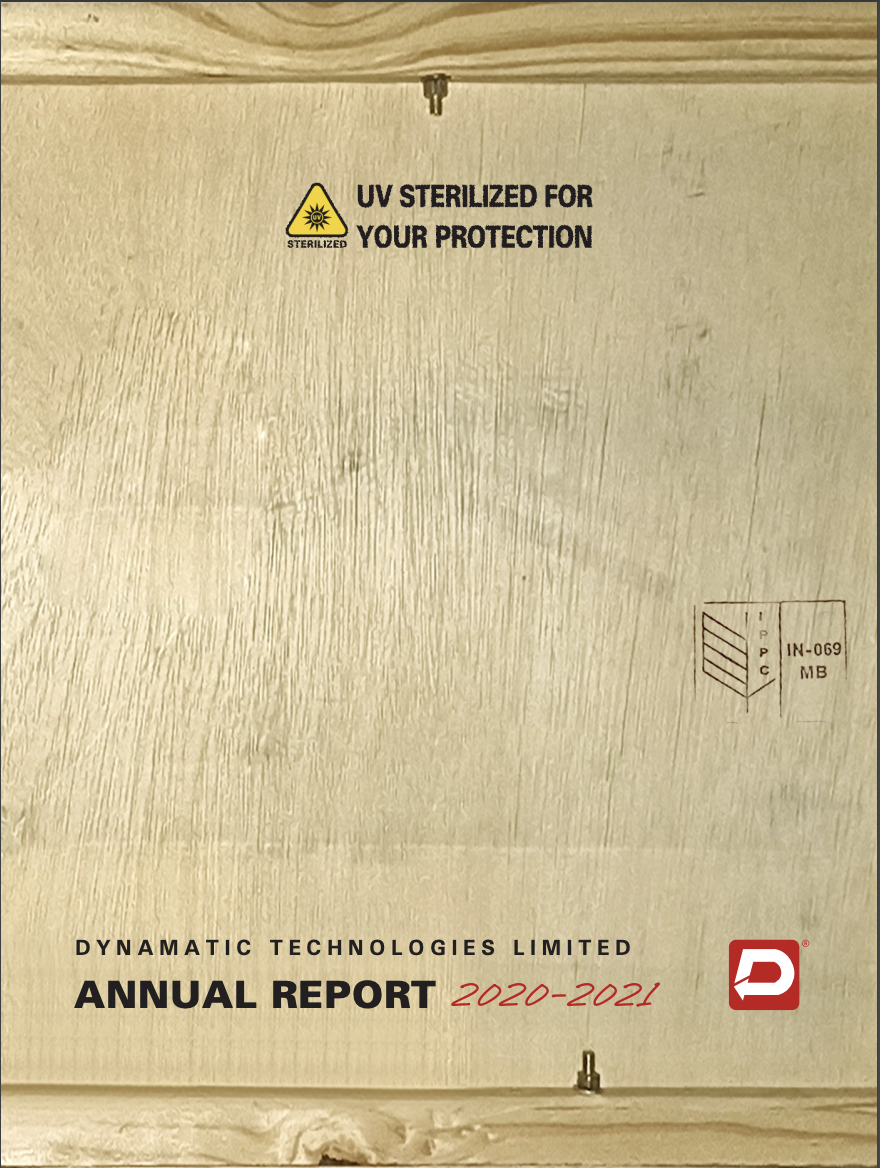 UV
STERILIZED
UV STERILIZED FOR
YOUR PROTECTION
I
P
P
C
IN-069
MB
DYNAMATIC TECHNOLOGIES LIMITED
ANNUAL REPORT 2020-2021
D®